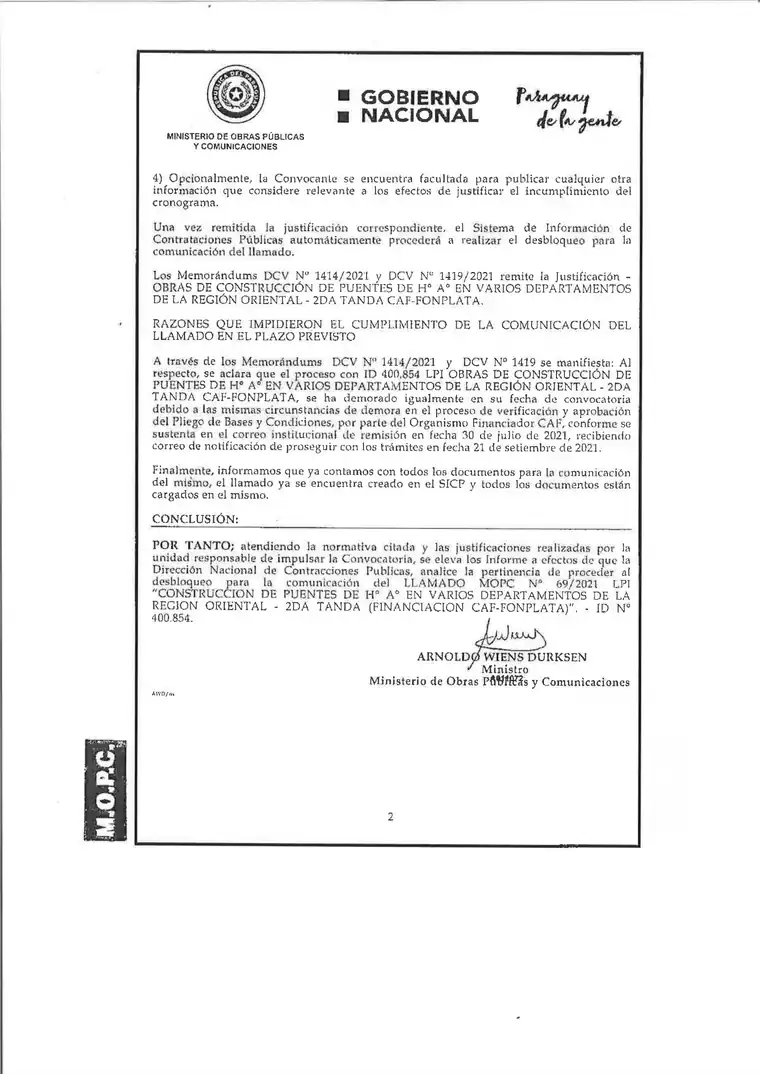 REPUBLICA DEL PARAGUAY
GOBIERNO
NACIONAL
Paraguay
de la gente
MINISTERIO DE OBRAS PÚBLICAS
Y COMUNICACIONES
4) Opcionalmente, la Convocante se encuentra facultada para publicar cualquier otra
información que considere relevante a los efectos de justificar el incumplimiento del
cronograma.
Una vez remitida la justificación correspondiente, el Sistema de Información de
Contrataciones Públicas automáticamente procederá a realizar el desbloqueo para la
comunicación del llamado.
Los Memorándums DCV N° 1414/2021 y DCV N° 1419/2021 remite la Justificación -
OBRAS DE CONSTRUCCIÓN DE PUENTES DE H° A° EN VARIOS DEPARTAMENTOS
DE LA REGIÓN ORIENTAL - 2DA TANDA CAF-FONPLATA.
RAZONES QUE IMPIDIERON EL CUMPLIMIENTO DE LA COMUNICACIÓN DEL
LLAMADO EN EL PLAZO PREVISTO
A través de los Memorándums DCV N° 1414/2021 y DCV N° 1419 se manifiesta: Al
respecto, se aclara que el proceso con ID 400.854 LPI OBRAS DE CONSTRUCCIÓN DE
PUENTES DE H° A° EN VARIOS DEPARTAMENTOS DE LA REGIÓN ORIENTAL - 2DA
TANDA CAF-FONPLATA, se ha demorado igualmente en su fecha de convocatoria
debido a las mismas circunstancias de demora en el proceso de verificación y aprobación
del Pliego de Bases y Condiciones, por parte del Organismo Financiador CAF, conforme se
sustenta en el correo institucional de remisión en fecha 30 de julio de 2021, recibiendo
correo de notificación de proseguir con los trámites en fecha 21 de setiembre de 2021.
Finalmente, informamos que ya contamos con todos los documentos para la comunicación
del mismo, el llamado ya se encuentra creado en el SICP y todos los documentos están
cargados en el mismo.
CONCLUSIÓN:
POR TANTO; atendiendo la normativa citada y las justificaciones realizadas por la
unidad responsable de impulsar la Convocatoria, se eleva los Informe a efectos de que la
Dirección Nacional de Contracciones Publicas, analice la pertinencia de proceder al
desbloqueo para la comunicación del LLAMADO MOPC N° 69/2021 LPI
"CONSTRUCCION DE PUENTES DE H° A° EN VARIOS DEPARTAMENTOS DE LA
REGION ORIENTAL - 2DA TANDA (FINANCIACION CAF-FONPLATA)". - ID N°
400.854.
ARNOLDO WIENS DURKSEN
Ministro
Ministerio de Obras Públicas y Comunicaciones
AWD/m
M.O.P.C.
2